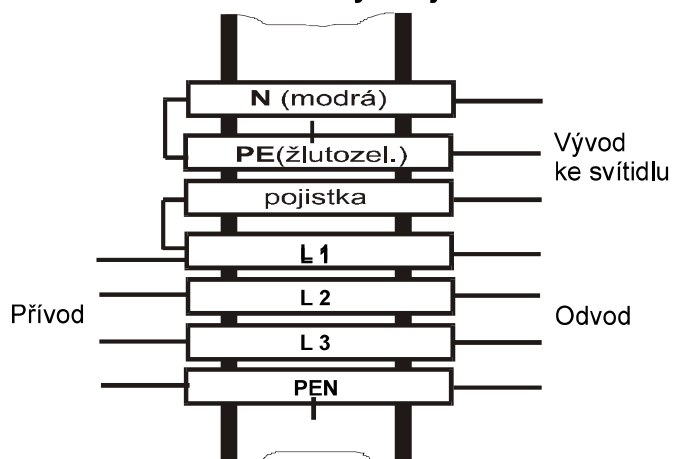 N (modrá)
PE(žlutozel.)
pojistka
L 1
L 2
L 3
PEN
Vývod
ke svítidlu
Přívod
Odvod